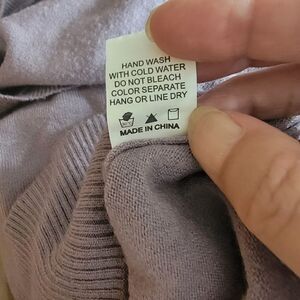 HAND WASH
WITH COLD WATER
DO NOT BLEACH
COLOR SEPARATE
HANG OR LINE DRY
MADE IN CHINA